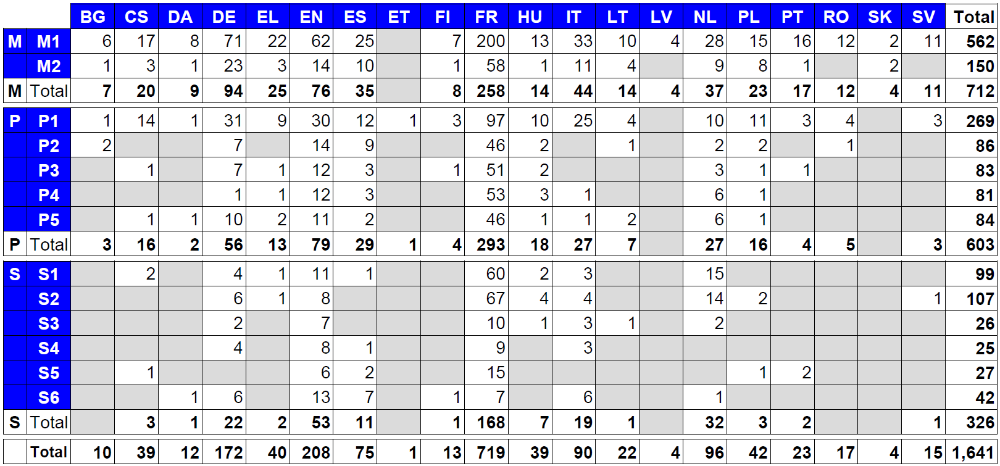 BG CS DA DE EL EN ES ET FI FR HU IT LT LV NL PL PT RO SK SV Total
M M1 6 17 8 71 22 62 25 7 200 13 33 10 4 28 15 16 12 2 11 562
M2 1 3 1 23 3 14 10 1 58 1 11 4 9 8 1 2 150
M Total 7 20 9 94 25 76 35 8 258 14 44 14 4 37 23 17 12 4 11 712
P P1 1 14 1 31 9 30 12 1 3 97 10 25 4 10 11 3 4 3 269
P2 2 7 14 9 46 2 1 2 2 1 86
P3 1 7 1 12 3 1 51 2 3 1 1 83
P4 1 1 12 3 53 3 1 6 1 81
P5 1 1 10 2 11 2 46 1 1 2 6 1 84
P Total 3 16 2 56 13 79 29 1 4 293 18 27 7 27 16 4 5 3 603
S S1 2 4 1 11 1 60 2 3 15 99
S2 6 1 8 67 4 4 14 2 1 107
S3 2 7 10 1 3 1 2 26
S4 4 8 1 9 3 25
S5 1 6 2 15 1 2 27
S6 1 6 13 7 1 7 6 1 42
S Total 3 1 22 2 53 11 1 168 7 19 1 32 3 2 1 326
Total 10 39 12 172 40 208 75 1 13 719 39 90 22 4 96 42 23 17 4 15 1,641